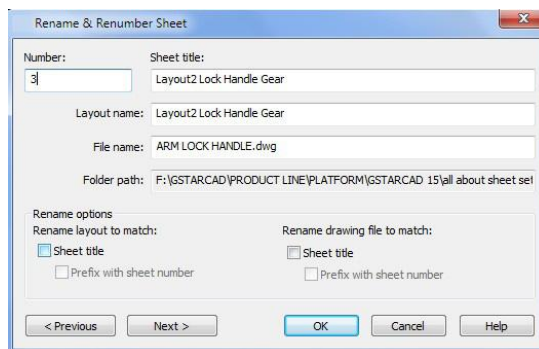 Rename & Renumber Sheet
Number: Sheet title:
3 Layout2 Lock Handle Gear
Layout name: Layout2 Lock Handle Gear
File name: ARM LOCK HANDLE.dwg
Folder path: F:\GSTARCAD\PRODUCT LINE\PLATFORM\GSTARCAD 15\all about sheet set
Rename options
Rename layout to match: Rename drawing file to match:
Sheet title Sheet title
Prefix with sheet number Prefix with sheet number
< Previous Next > OK Cancel Help